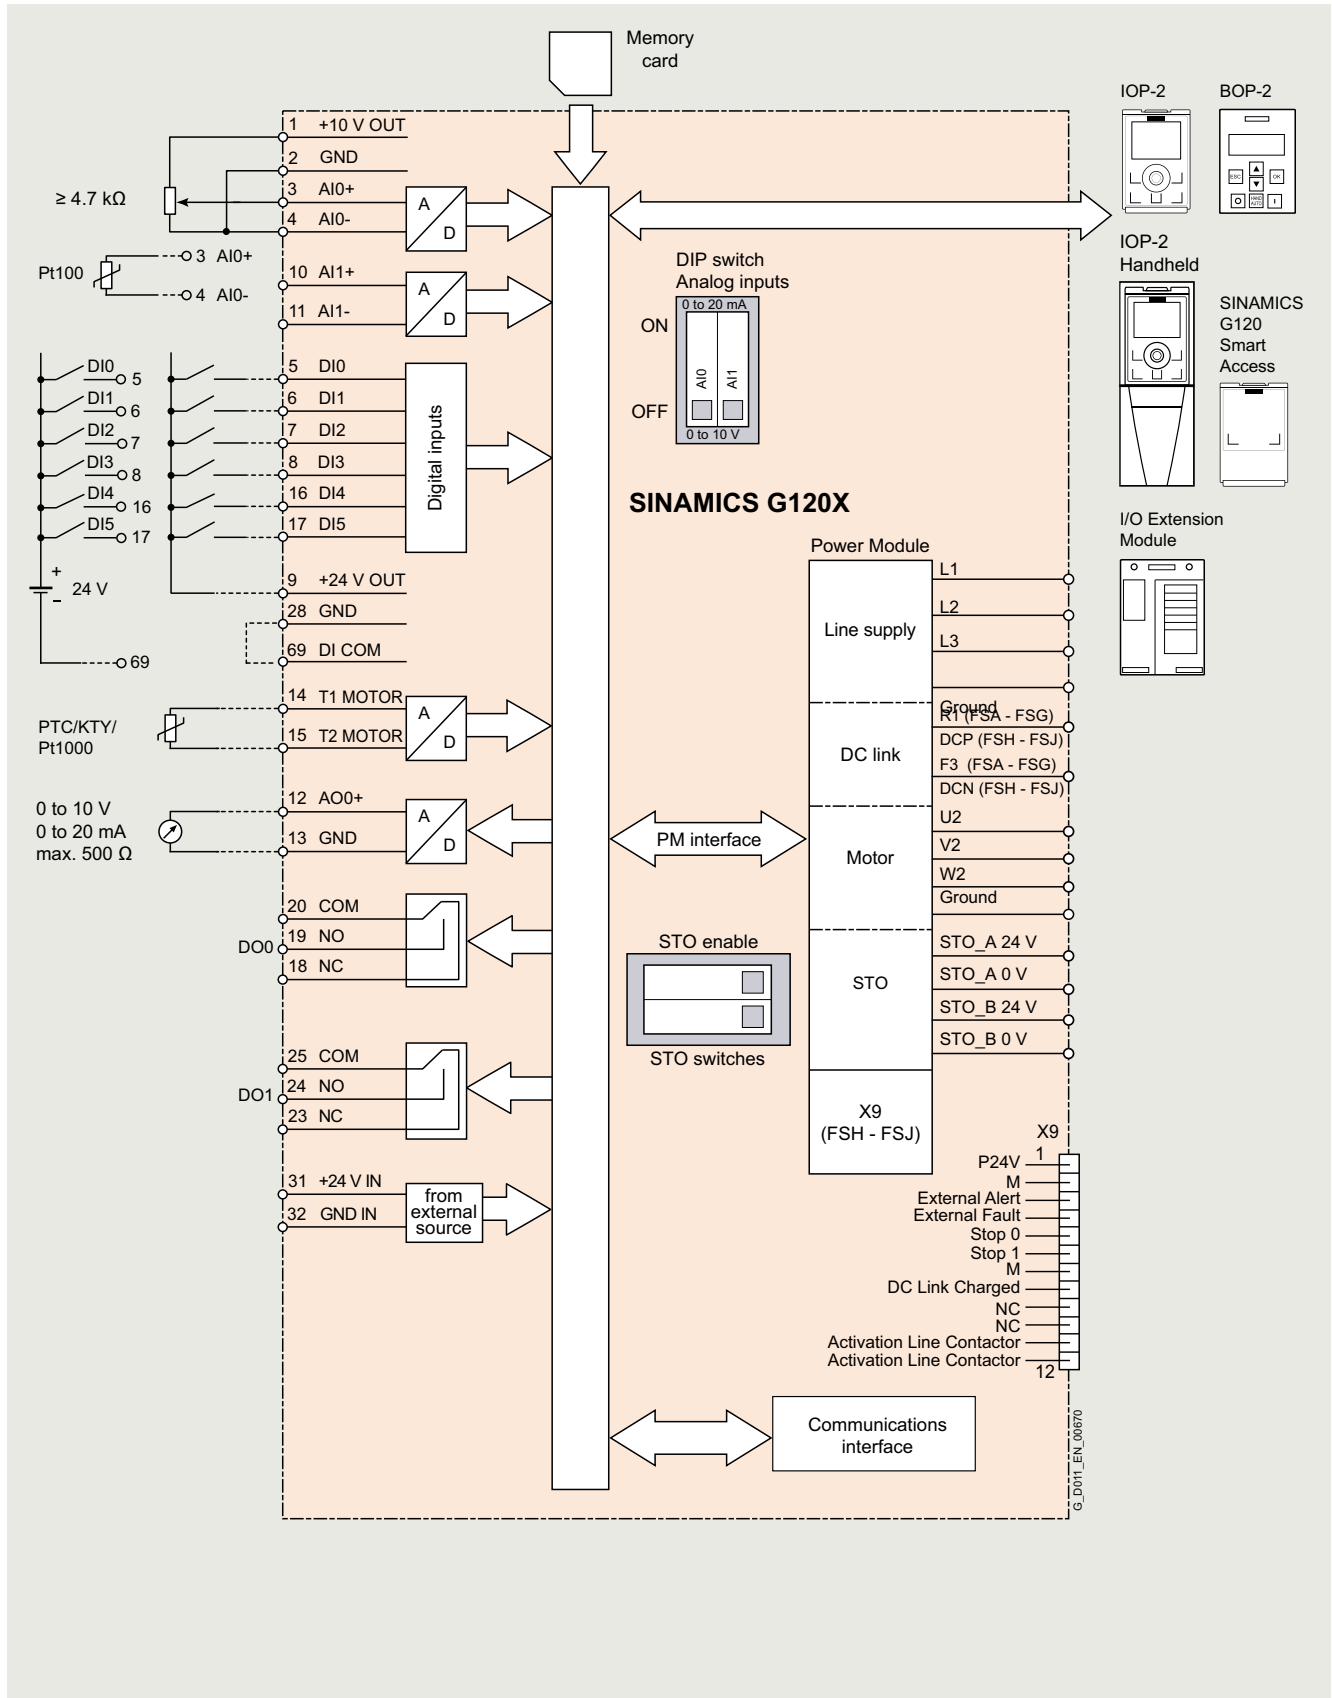 Memory
card
IOP-2
BOP-2
1 +10 V OUT
2 GND
3 AI0+
4 AI0-
≥ 4.7 kΩ
A
D
ESC
OK
HAND
AUTO
O
I
Pt100
3 AI0+
4 AI0-
10 AI1+
11 AI1-
A
D
DIP switch
Analog inputs
0 to 20 mA
ON
AI0
AI1
OFF
0 to 10 V
IOP-2
Handheld
SINAMICS
G120
Smart
Access
I/O Extension
Module
DI0 5
DI1 6
DI2 7
DI3 8
DI4 16
DI5 17
+
24 V
-
69
5 DI0
6 DI1
7 DI2
8 DI3
16 DI4
17 DI5
Digital inputs
9 +24 V OUT
28 GND
69 DI COM
SINAMICS G120X
Power Module
Line supply
L1
L2
L3
Ground
DC link
R1 (FSA - FSG)
DCP (FSH - FSJ)
F3 (FSA - FSG)
DCN (FSH - FSJ)
PTC/KTY/
Pt1000
14 T1 MOTOR
15 T2 MOTOR
A
D
0 to 10 V
0 to 20 mA
max. 500 Ω
12 AO0+
13 GND
A
D
PM interface
Motor
U2
V2
W2
Ground
DO0
20 COM
19 NO
18 NC
STO enable
STO switches
STO
STO_A 24 V
STO_A 0 V
STO_B 24 V
STO_B 0 V
DO1
25 COM
24 NO
23 NC
X9
(FSH - FSJ)
31 +24 V IN
32 GND IN
from
external
source
X9
P24V 1
M
External Alert
External Fault
Stop 0
Stop 1
M
DC Link Charged
NC
NC
Activation Line Contactor
Activation Line Contactor
12
Communications
interface
G_D011_EN_00670